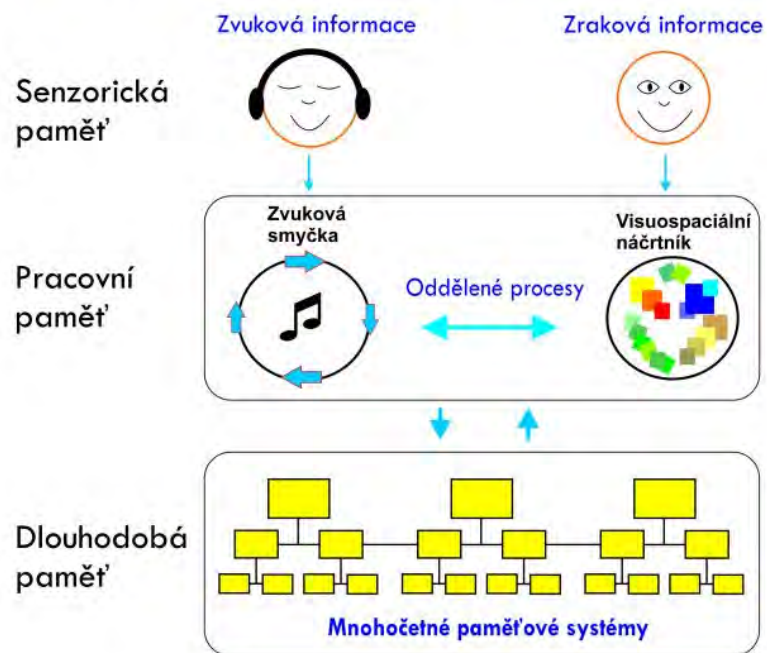 Zvuková informace
Zraková informace
Senzorická
paměť
Zvuková
smyčka
Visuospaciální
náčrtník
Pracovní
paměť
Oddělené procesy
Dlouhodobá
paměť
Mnohočetné paměťové systémy